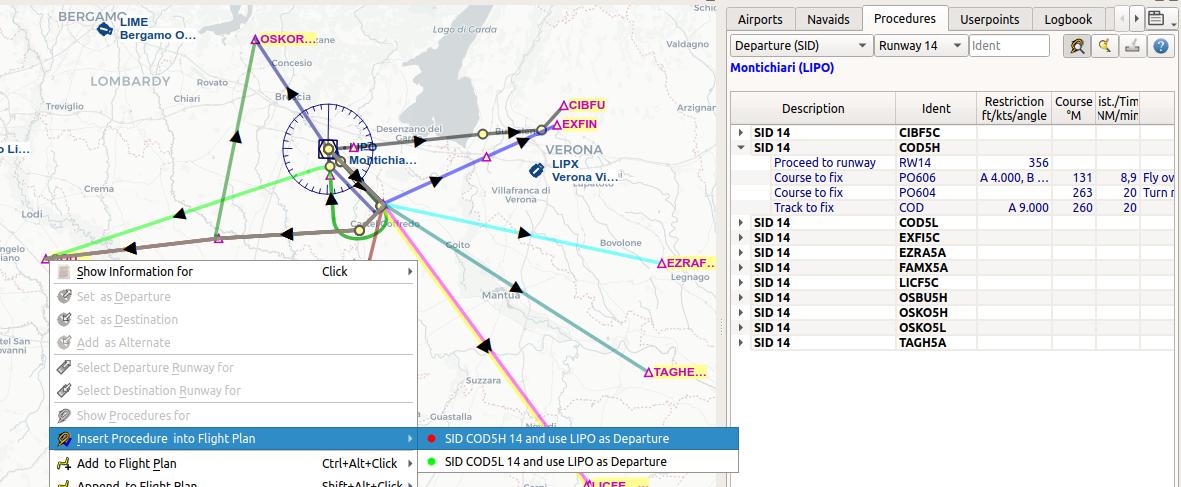 BERGAMO
LIME
Bergamo O...
OSKOR...
Concesio
Lago di Garda
Valdagno
LOMBARDY
Rovato
Chiari
Treviglio
CIBFU
EXFIN
Arzignan
Desenzano del
Garda
VERONA
LIPO
Montichia...
LIPX
Verona Vi...
o Li...
Crema
Villafranca di
Verona
Lodi
Castel Goffredo
Goito
Bovolone
EZRAF...
Legnago
Mantua
TAGHE...
Suzzara
Guastalla
LICFE...
Show Information for Click
Set as Departure
Set as Destination
Add as Alternate
Select Departure Runway for
Select Destination Runway for
Show Procedures for
Insert Procedure into Flight Plan
Add to Flight Plan Ctrl+Alt+Click
Append to Flight Plan Shift+Alt+Click
SID COD5H 14 and use LIPO as Departure
SID COD5L 14 and use LIPO as Departure
Airports Navaids Procedures Userpoints Logbook
Departure (SID) Runway 14 Ident
Montichiari (LIPO)
Description Ident Restriction ft/kts/angle Course °M ist./Tim NM/min
SID 14 CIBF5C
SID 14 COD5H
Proceed to runway RW14 356
Course to fix PO606 A 4.000, B ... 131 8,9 Fly ov
Course to fix PO604 263 20 Turn r
Track to fix COD A 9.000 260 20
SID 14 COD5L
SID 14 EXFI5C
SID 14 EZRA5A
SID 14 FAMX5A
SID 14 LICF5C
SID 14 OSBU5H
SID 14 OSKO5H
SID 14 OSKO5L
SID 14 TAGH5A